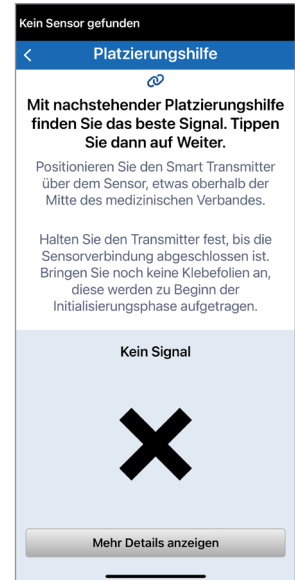 Kein Sensor gefunden
Platzierungshilfe
Mit nachstehender Platzierungshilfe
finden Sie das beste Signal. Tippen
Sie dann auf Weiter.
Positionieren Sie den Smart Transmitter
über dem Sensor, etwas oberhalb der
Mitte des medizinischen Verbandes.
Halten Sie den Transmitter fest, bis die
Sensorverbindung abgeschlossen ist.
Bringen Sie noch keine Klebefolien an,
diese werden zu Beginn der
Initialisierungsphase aufgetragen.
Kein Signal
Mehr Details anzeigen